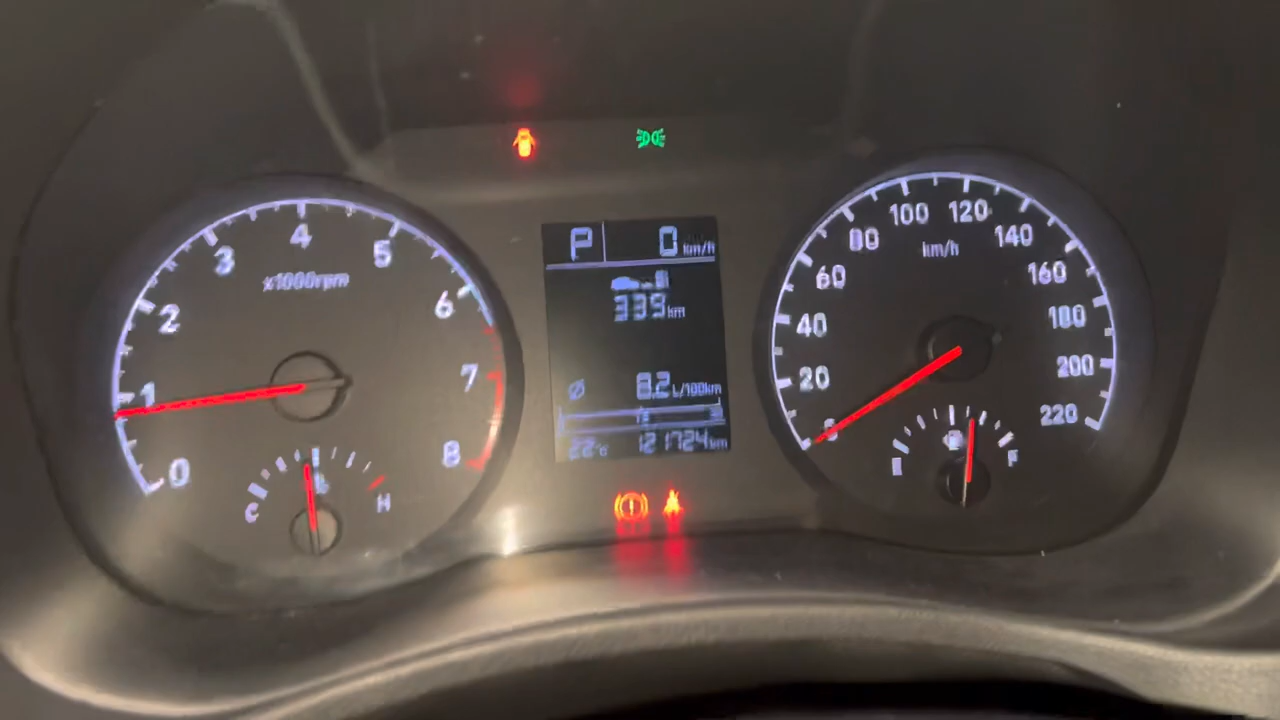 P 0 km/h
339 km
Ø 8.2 L/100km
22°C 121724 km
0 1 2 3 4 5 6 7 8
x1000rpm
C H
0 20 40 60 80 100 120 140 160 180 200 220
km/h
E F